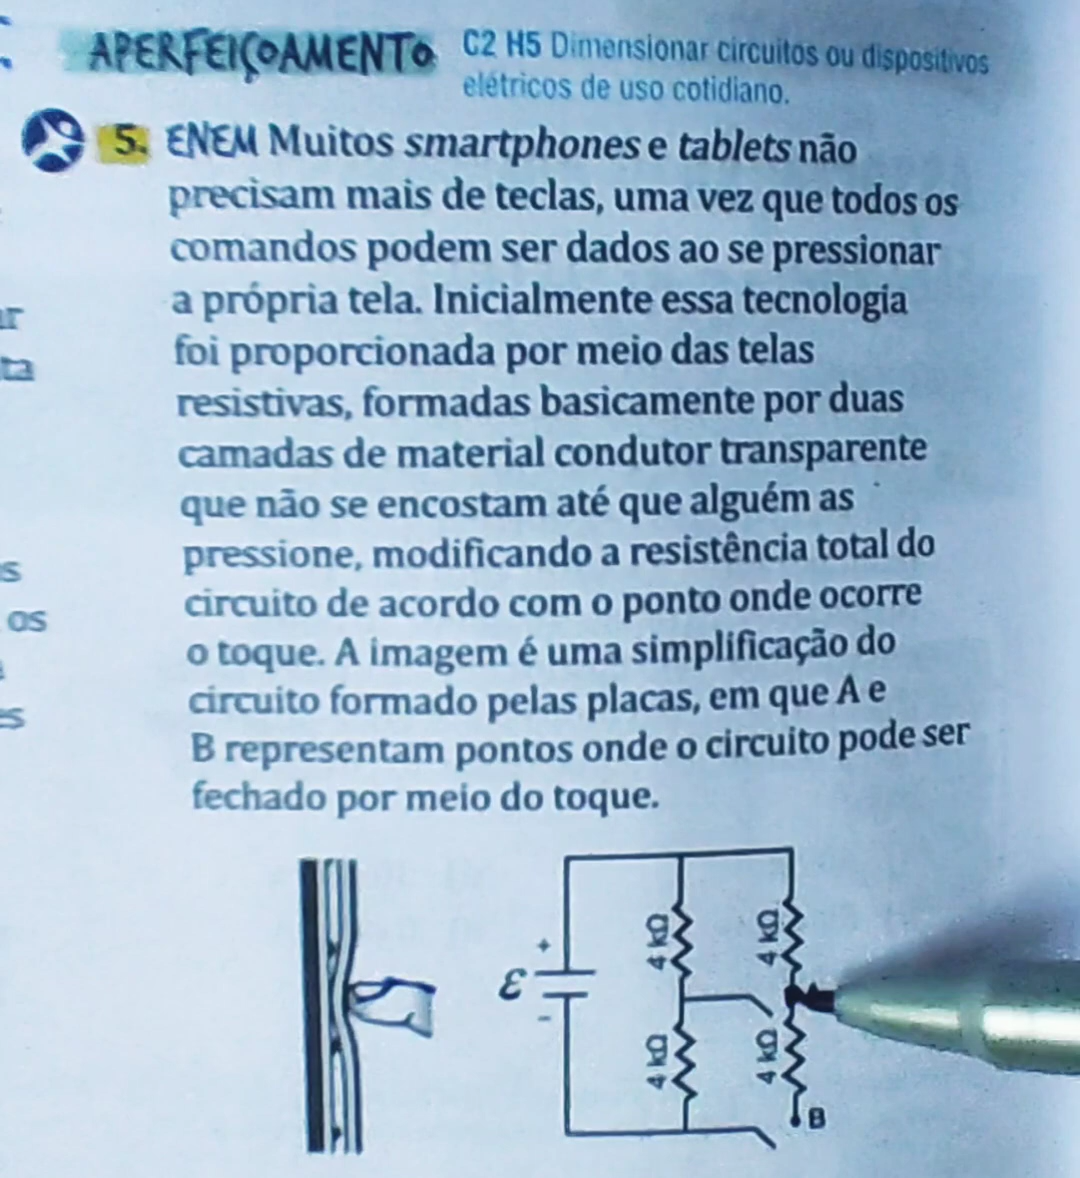 APERFEIÇOAMENTO
C2 H5 Dimensionar circuitos ou dispositivos
elétricos de uso cotidiano.
5. ENEM Muitos smartphones e tablets não
precisam mais de teclas, uma vez que todos os
comandos podem ser dados ao se pressionar
a própria tela. Inicialmente essa tecnologia
foi proporcionada por meio das telas
resistivas, formadas basicamente por duas
camadas de material condutor transparente
que não se encostam até que alguém as
pressione, modificando a resistência total do
circuito de acordo com o ponto onde ocorre
o toque. A imagem é uma simplificação do
circuito formado pelas placas, em que A e
B representam pontos onde o circuito pode ser
fechado por meio do toque.
ta
s
os
es
+
ε
-
4 kΩ
4 kΩ
4 kΩ
4 kΩ
B